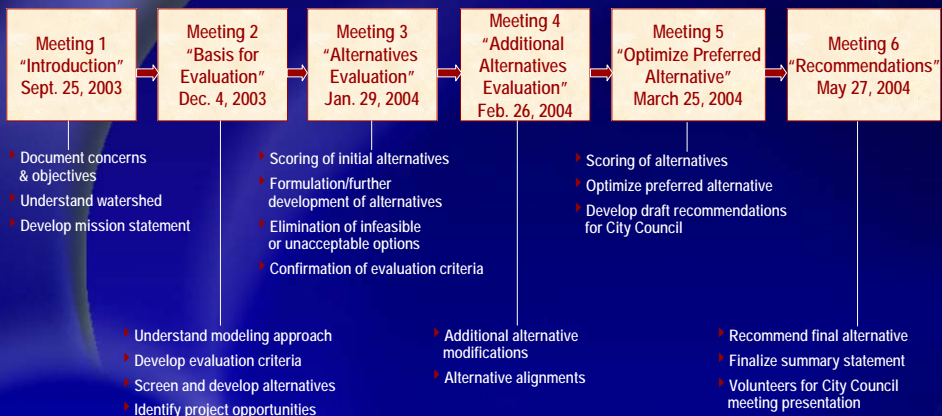 Meeting 1
“Introduction”
Sept. 25, 2003
Meeting 2
“Basis for
Evaluation”
Dec. 4, 2003
Meeting 3
“Alternatives
Evaluation”
Jan. 29, 2004
Meeting 4
“Additional
Alternatives
Evaluation”
Feb. 26, 2004
Meeting 5
“Optimize Preferred
Alternative”
March 25, 2004
Meeting 6
“Recommendations”
May 27, 2004
Document concerns
& objectives
Understand watershed
Develop mission statement
Scoring of initial alternatives
Formulation/further
development of alternatives
Elimination of infeasible
or unacceptable options
Confirmation of evaluation criteria
Scoring of alternatives
Optimize preferred alternative
Develop draft recommendations
for City Council
Understand modeling approach
Develop evaluation criteria
Screen and develop alternatives
Identify project opportunities
Additional alternative
modifications
Alternative alignments
Recommend final alternative
Finalize summary statement
Volunteers for City Council
meeting presentation